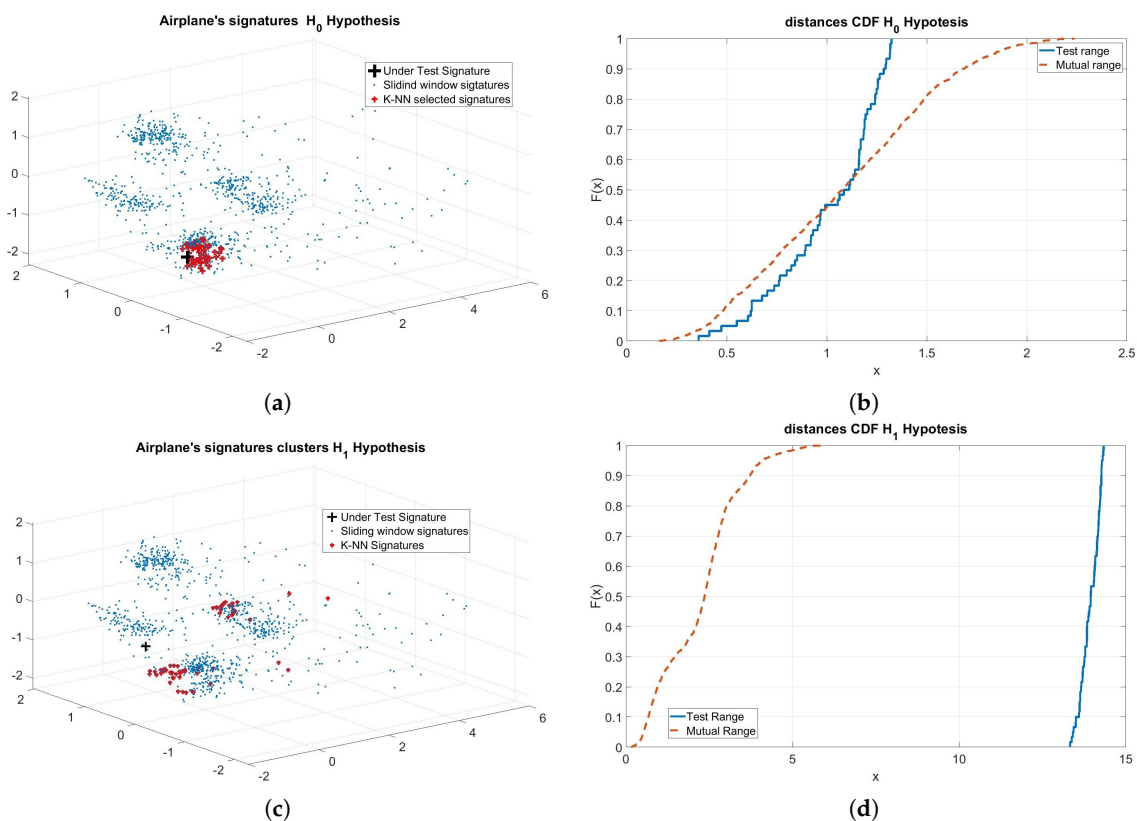 Airplane's signatures H0 Hypothesis
Under Test Signature
Slidind window sigtatures
K-NN selected signatures
2
1
0
-1
-2
2
1
0
-1
-2
-2
0
2
4
6
(a)
distances CDF H0 Hypotesis
Test range
Mutual range
F(x)
1
0.9
0.8
0.7
0.6
0.5
0.4
0.3
0.2
0.1
0
0
0.5
1
1.5
2
2.5
x
(b)
Airplane's signatures clusters H1 Hypothesis
Under Test Signature
Sliding window signatures
K-NN Signatures
2
1
0
-1
-2
2
1
0
-1
-2
-2
0
2
4
6
(c)
distances CDF H1 Hypotesis
F(x)
1
0.9
0.8
0.7
0.6
0.5
0.4
0.3
0.2
0.1
0
Test Range
Mutual Range
0
5
10
15
x
(d)